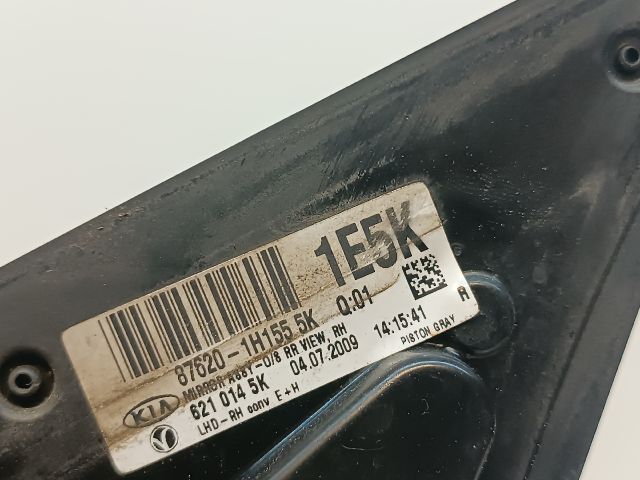 1E5K
87620-1H155 5K Q:01
MIRROR ASSY-O/S RR VIEW, RH
621 014 5K 04.07.2009 14:15:41
LHD-RH conv E+H PISTON GRAY R
KIA